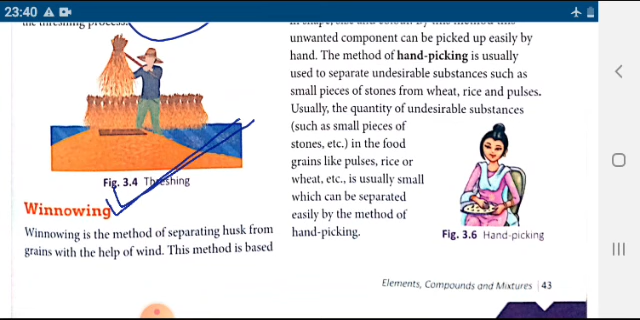 23:40
the threshing process.
Fig. 3.4 Threshing
Winnowing
Winnowing is the method of separating husk from
grains with the help of wind. This method is based
unwanted component can be picked up easily by
hand. The method of hand-picking is usually
used to separate undesirable substances such as
small pieces of stones from wheat, rice and pulses.
Usually, the quantity of undesirable substances
(such as small pieces of
stones, etc.) in the food
grains like pulses, rice or
wheat, etc., is usually small
which can be separated
easily by the method of
hand-picking.
Fig. 3.6 Hand-picking
Elements, Compounds and Mixtures 43